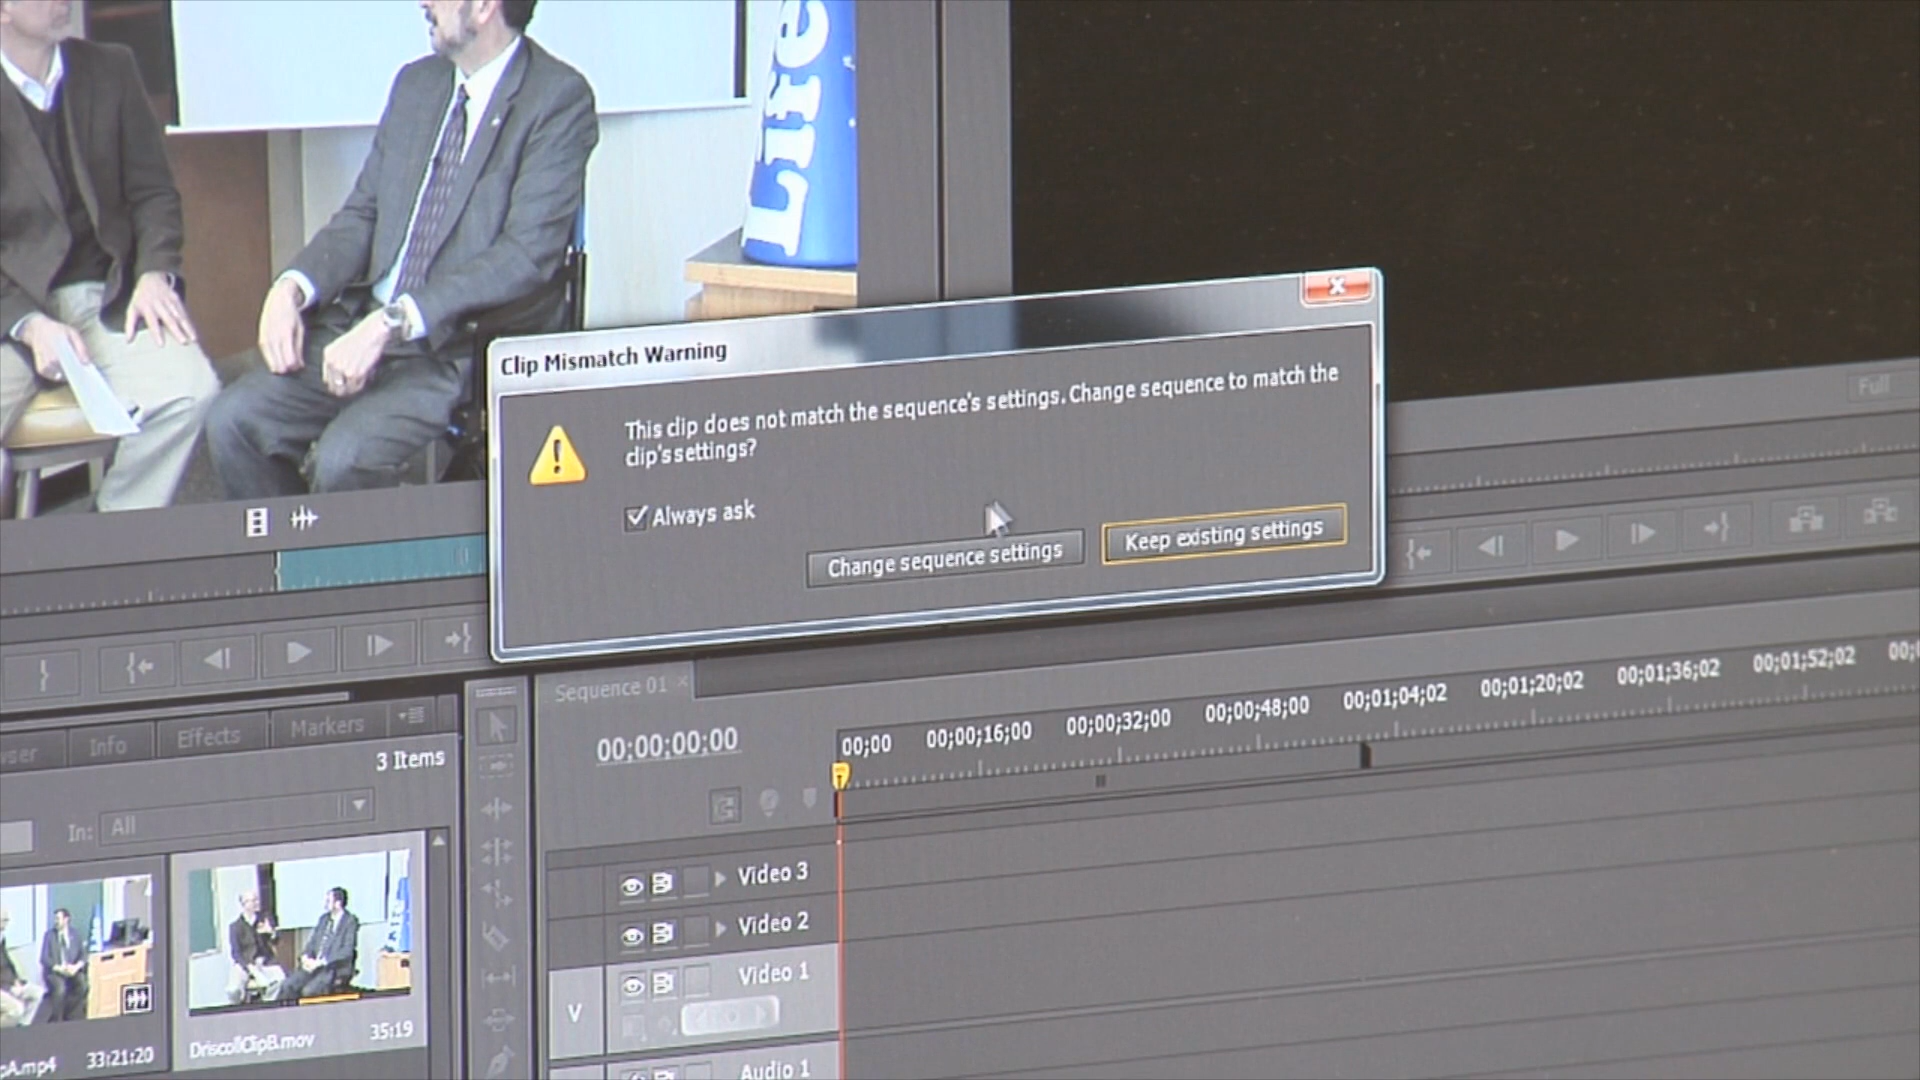 Life
Clip Mismatch Warning
This clip does not match the sequence's settings. Change sequence to match the
clip's settings?
Always ask
Change sequence settings
Keep existing settings
Full
Sequence 01
00;00;00;00
00;00
00;00;16;00
00;00;32;00
00;00;48;00
00;01;04;02
00;01;20;02
00;01;36;02
00;01;52;02
Info
Effects
Markers
3 Items
In: All
Video 3
Video 2
Video 1
V
Audio 1
pA.mp4
33:21:20
DriscollClipB.mov
35:19